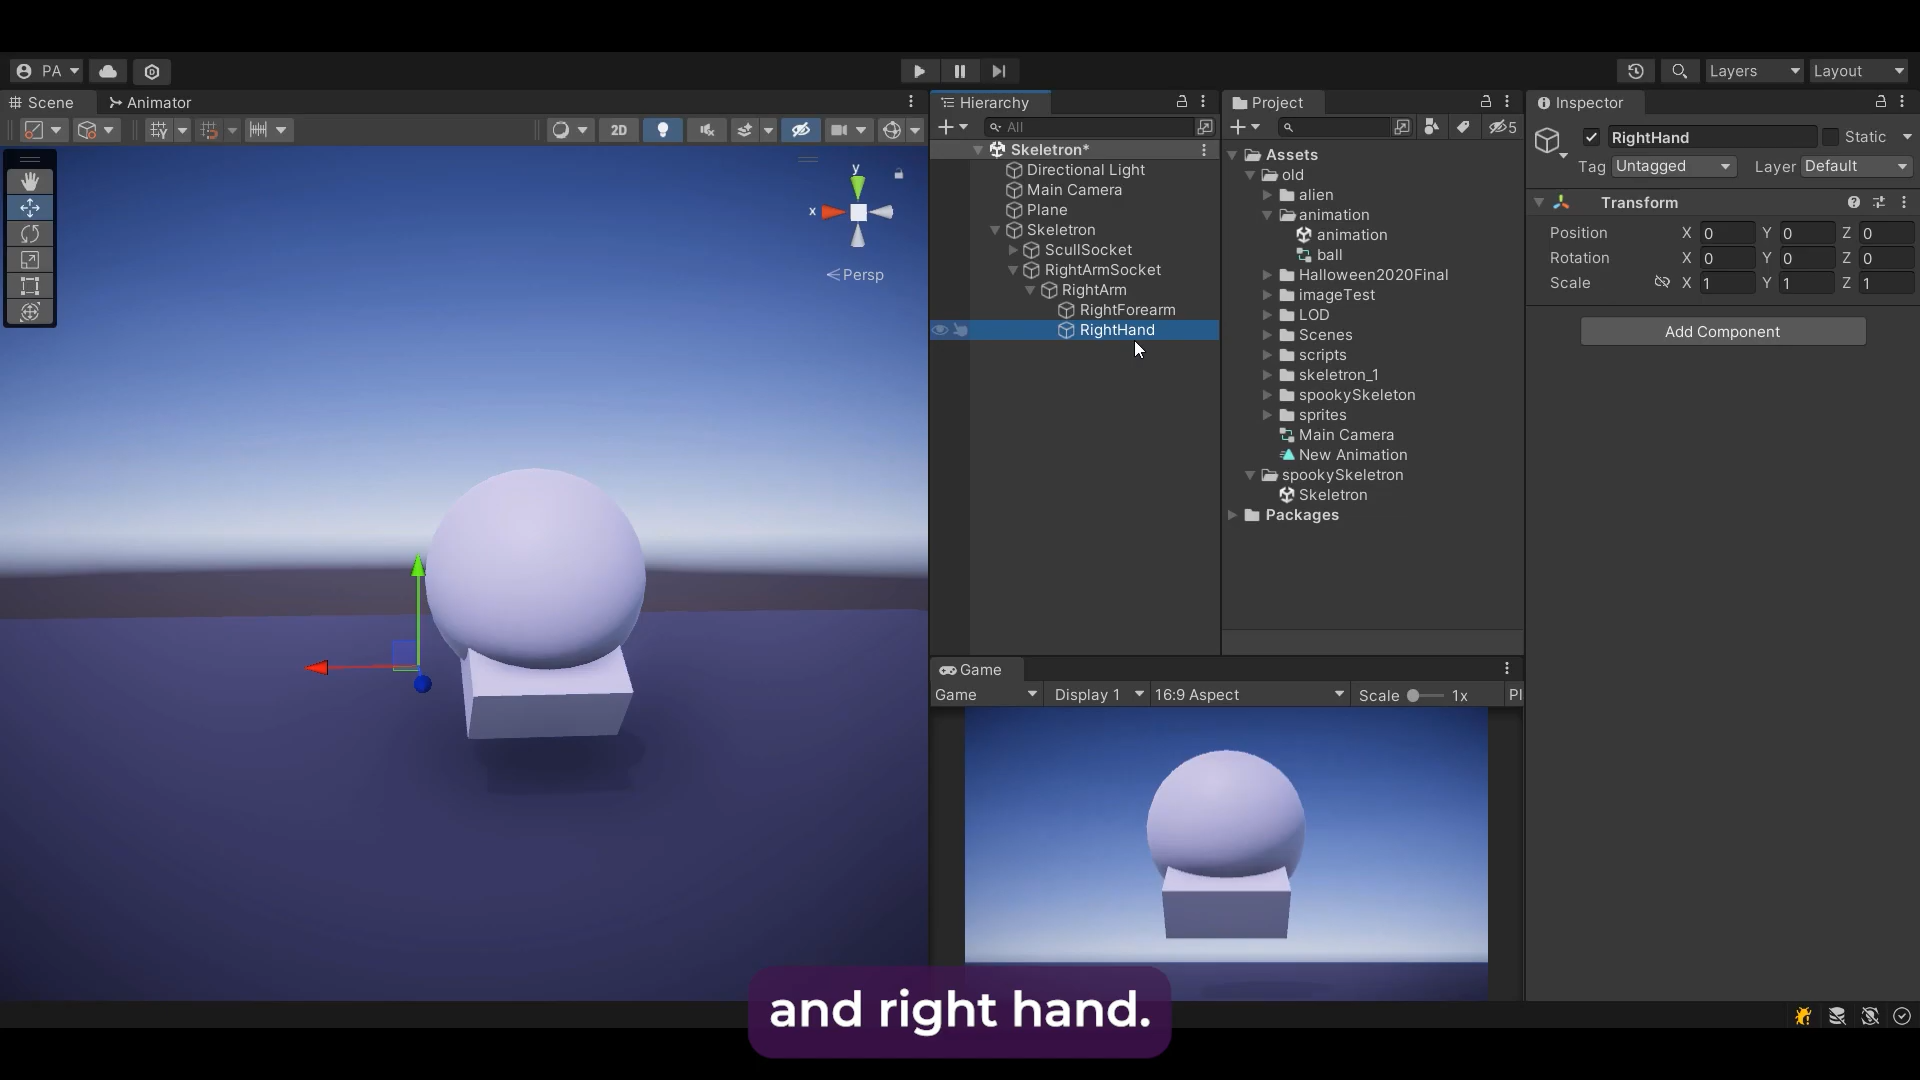 PA
Layers
Layout
Scene
Animator
Hierarchy
Project
Inspector
2D
All
5
RightHand
Static
Tag
Untagged
Layer
Default
Transform
Position
X 0 Y 0 Z 0
Rotation
X 0 Y 0 Z 0
Scale
X 1 Y 1 Z 1
Add Component
y
x
Persp
Skeletron*
Directional Light
Main Camera
Plane
Skeletron
ScullSocket
RightArmSocket
RightArm
RightForearm
RightHand
Assets
old
alien
animation
animation
ball
Halloween2020Final
imageTest
LOD
Scenes
scripts
skeletron_1
spookySkeleton
sprites
Main Camera
New Animation
spookySkeletron
Skeletron
Packages
Game
Game
Display 1
16:9 Aspect
Scale
1x
Pl
and right hand.